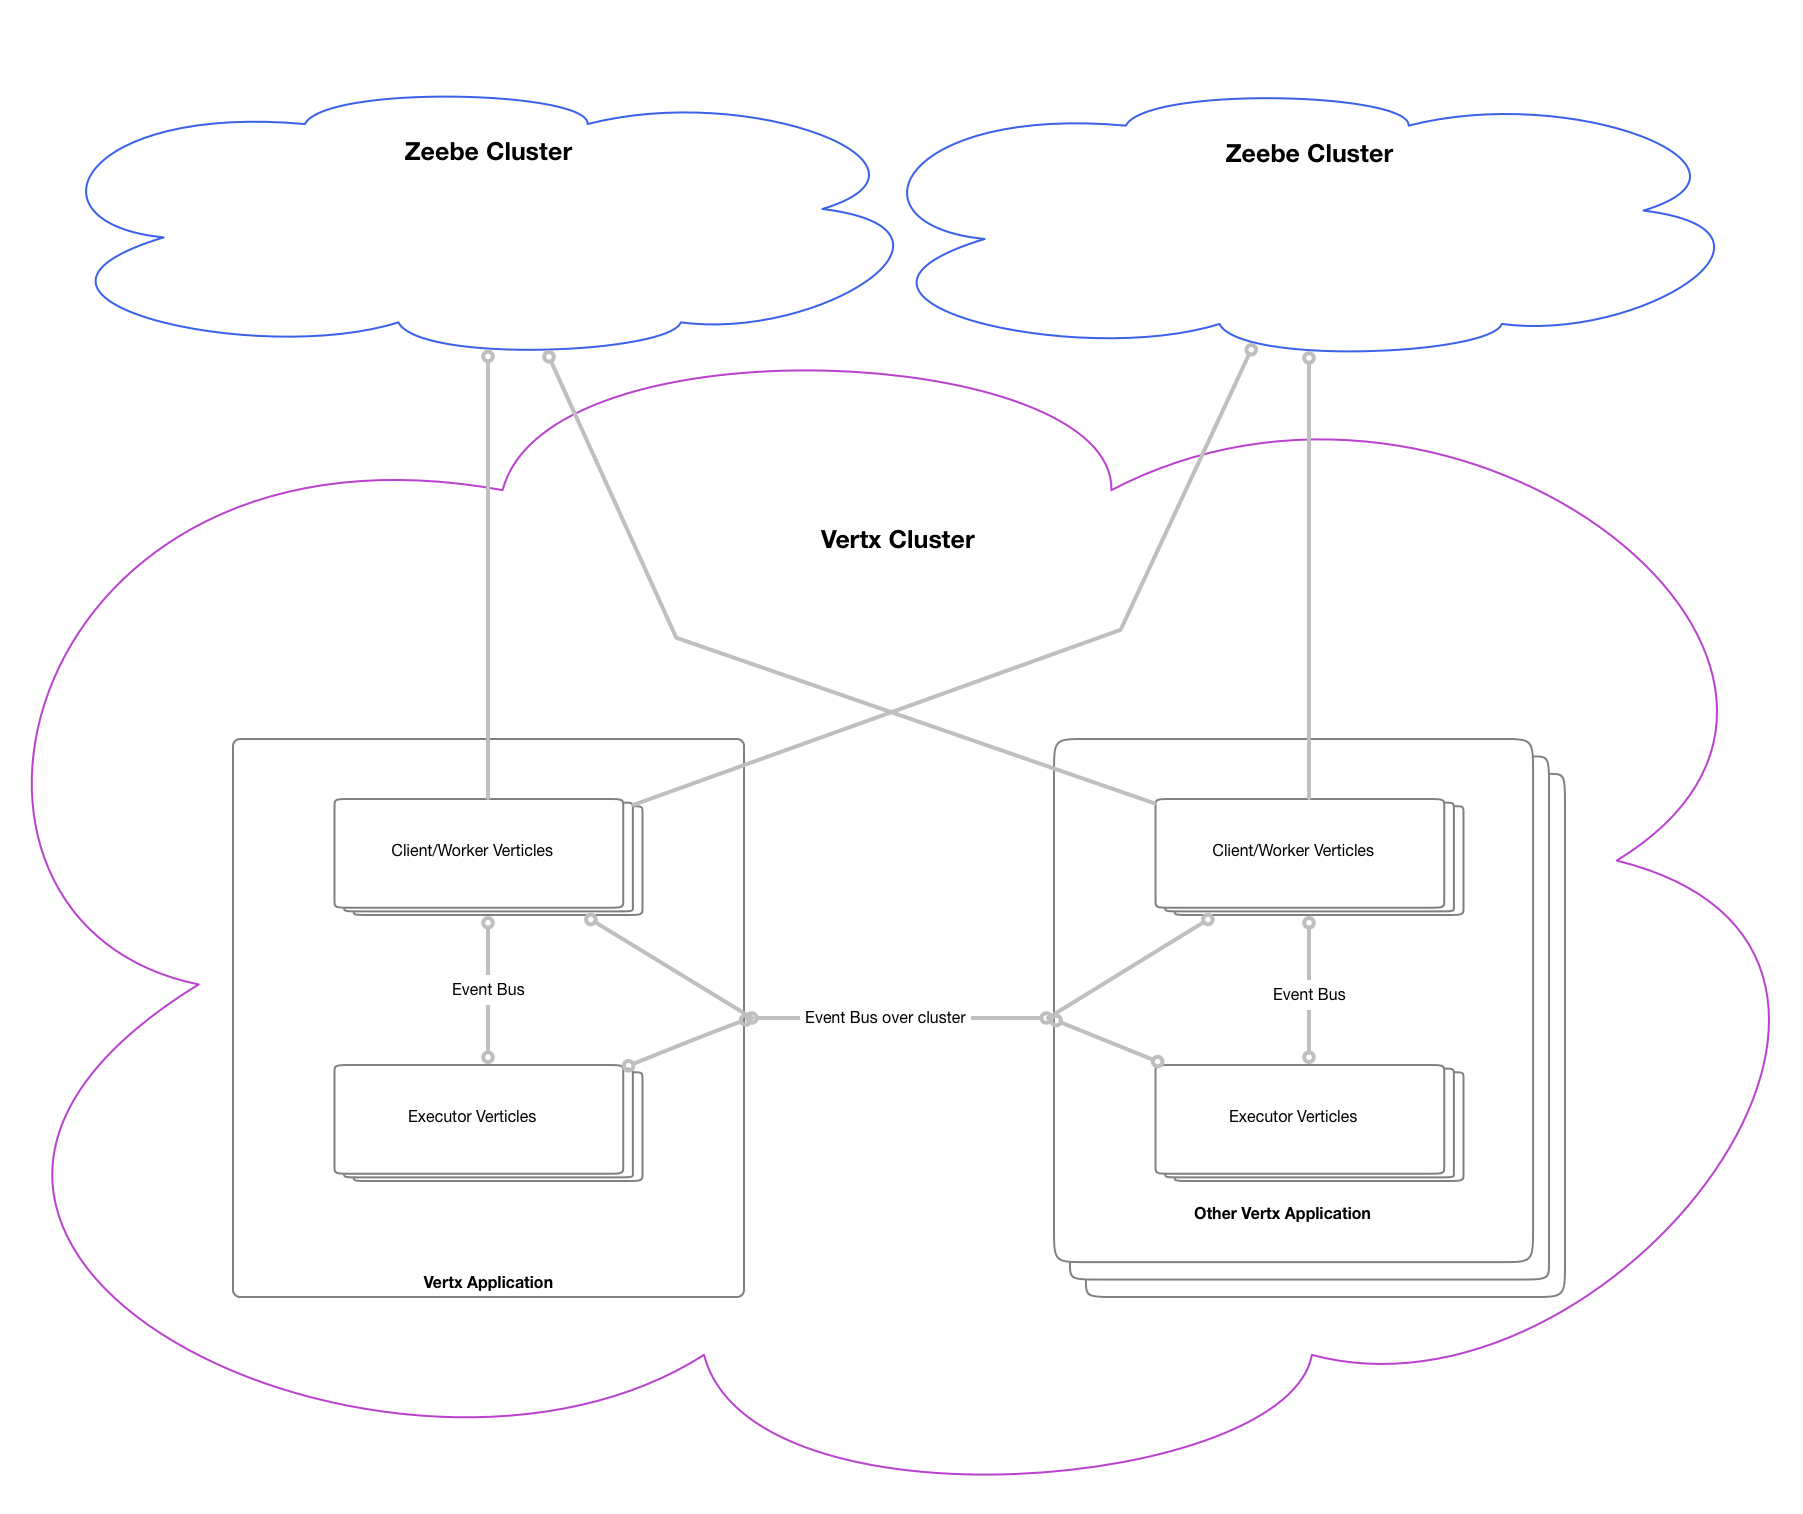 Zeebe Cluster
Zeebe Cluster
Vertx Cluster
Client/Worker Verticles
Client/Worker Verticles
Event Bus
Event Bus
Event Bus over cluster
Executor Verticles
Executor Verticles
Other Vertx Application
Vertx Application